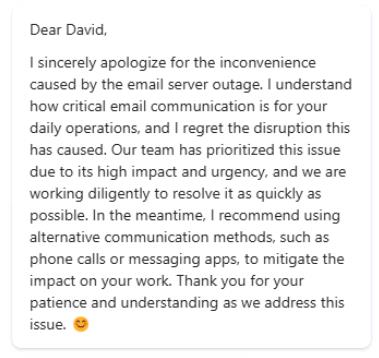 Dear David,
I sincerely apologize for the inconvenience
caused by the email server outage. I understand
how critical email communication is for your
daily operations, and I regret the disruption this
has caused. Our team has prioritized this issue
due to its high impact and urgency, and we are
working diligently to resolve it as quickly as
possible. In the meantime, I recommend using
alternative communication methods, such as
phone calls or messaging apps, to mitigate the
impact on your work. Thank you for your
patience and understanding as we address this
issue. 😊